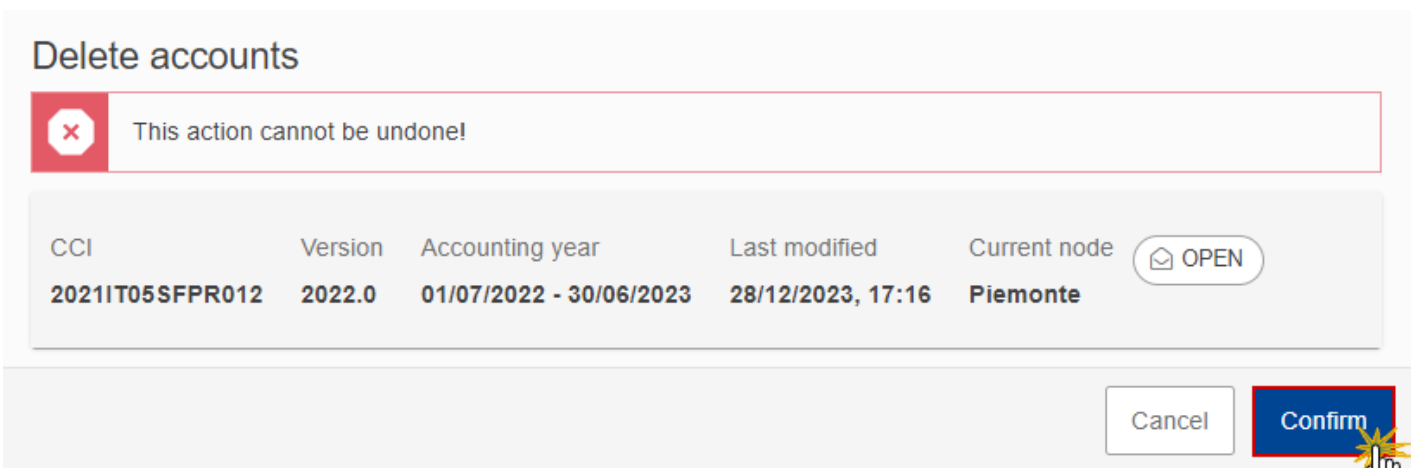 Delete accounts
This action cannot be undone!
CCI Version Accounting year Last modified Current node OPEN
2021IT05SFPR012 2022.0 01/07/2022 - 30/06/2023 28/12/2023, 17:16 Piemonte
Cancel Confirm